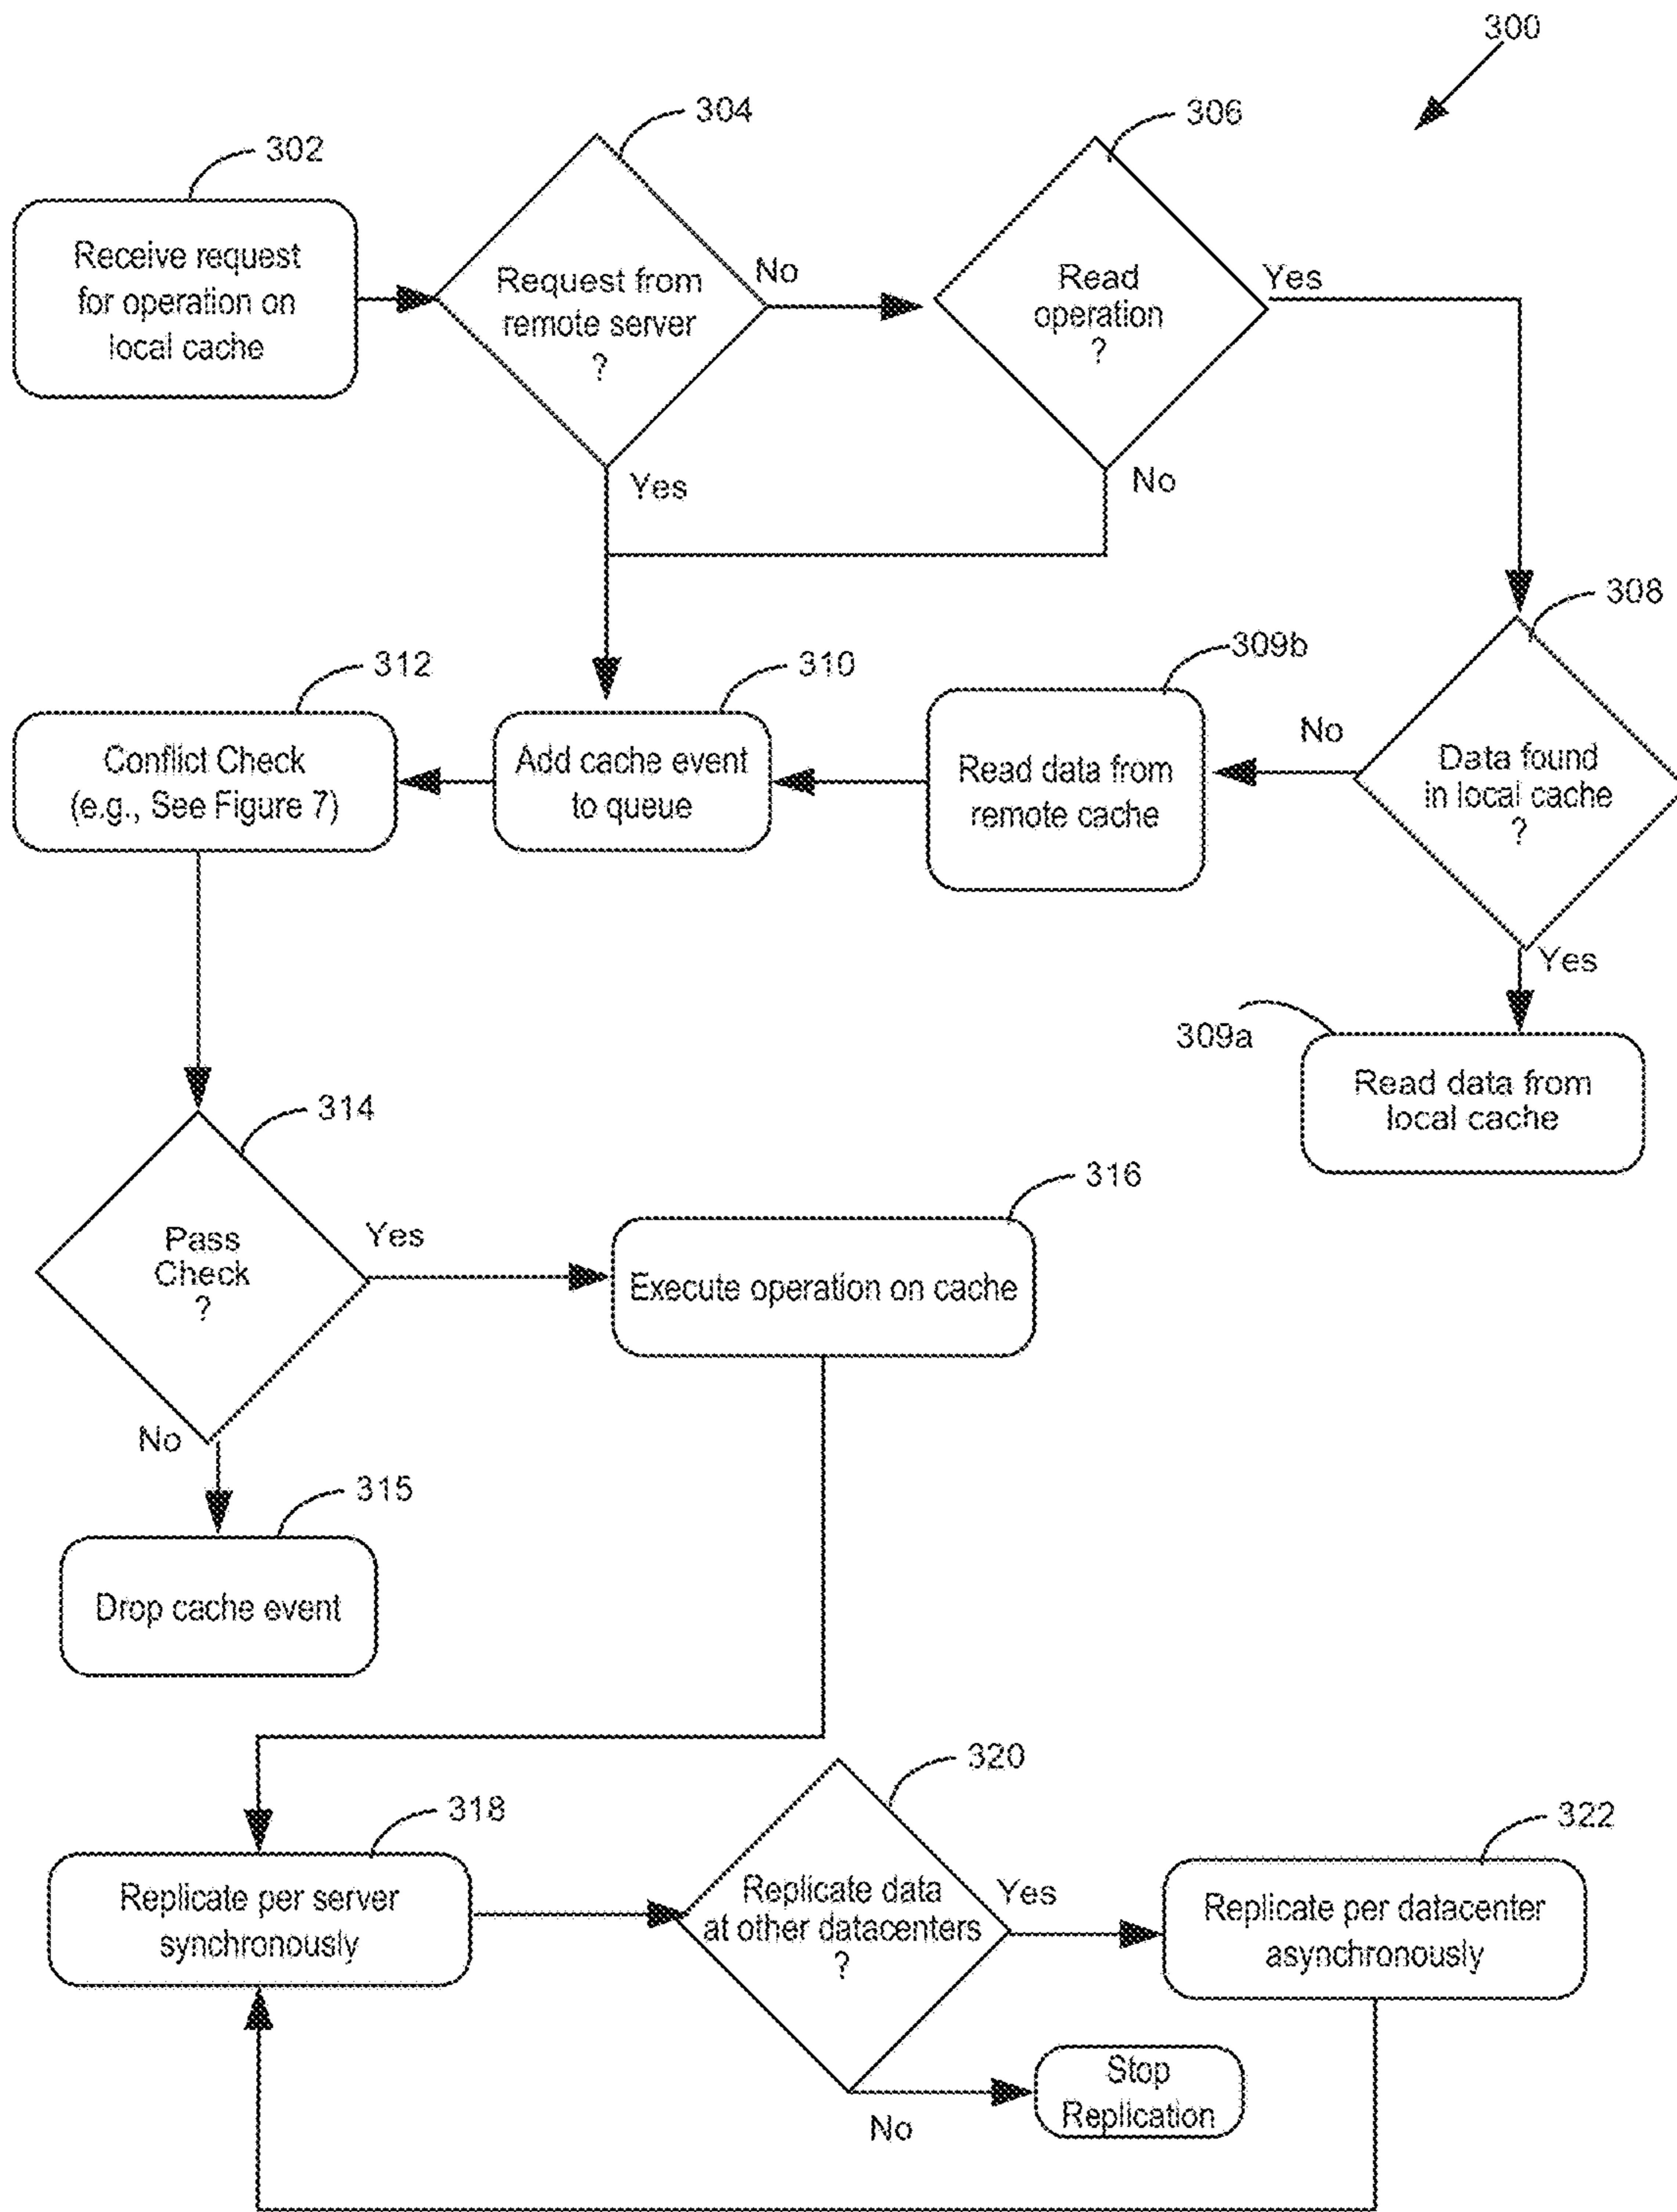 300
302
Receive request
for operation on
local cache
304
Request from
remote server
?
No
Yes
306
Read
operation
?
Yes
No
308
Data found
in local cache
?
No
Yes
309b
Read data from
remote cache
309a
Read data from
local cache
310
Add cache event
to queue
312
Conflict Check
(e.g., See Figure 7)
314
Pass
Check
?
Yes
No
316
Execute operation on cache
315
Drop cache event
318
Replicate per server
synchronously
320
Replicate data
at other datacenters
?
Yes
No
322
Replicate per datacenter
asynchronously
Stop
Replication